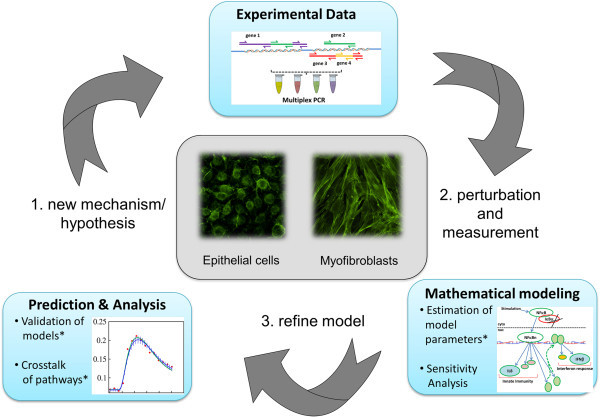 Experimental Data
gene 1
gene 2
gene 3
gene 4
Multiplex PCR
1. new mechanism/
hypothesis
2. perturbation
and
measurement
Epithelial cells
Myofibroblasts
Prediction & Analysis
• Validation of
models*
• Crosstalk
of pathways*
0.25
0.2
0.15
0.1
3. refine model
Mathematical modeling
• Estimation of
model
parameters*
• Sensitivity
Analysis
Stimulation
NFκB
NFκBn
IκB
IFNβ
Innate immunity
Interferon response